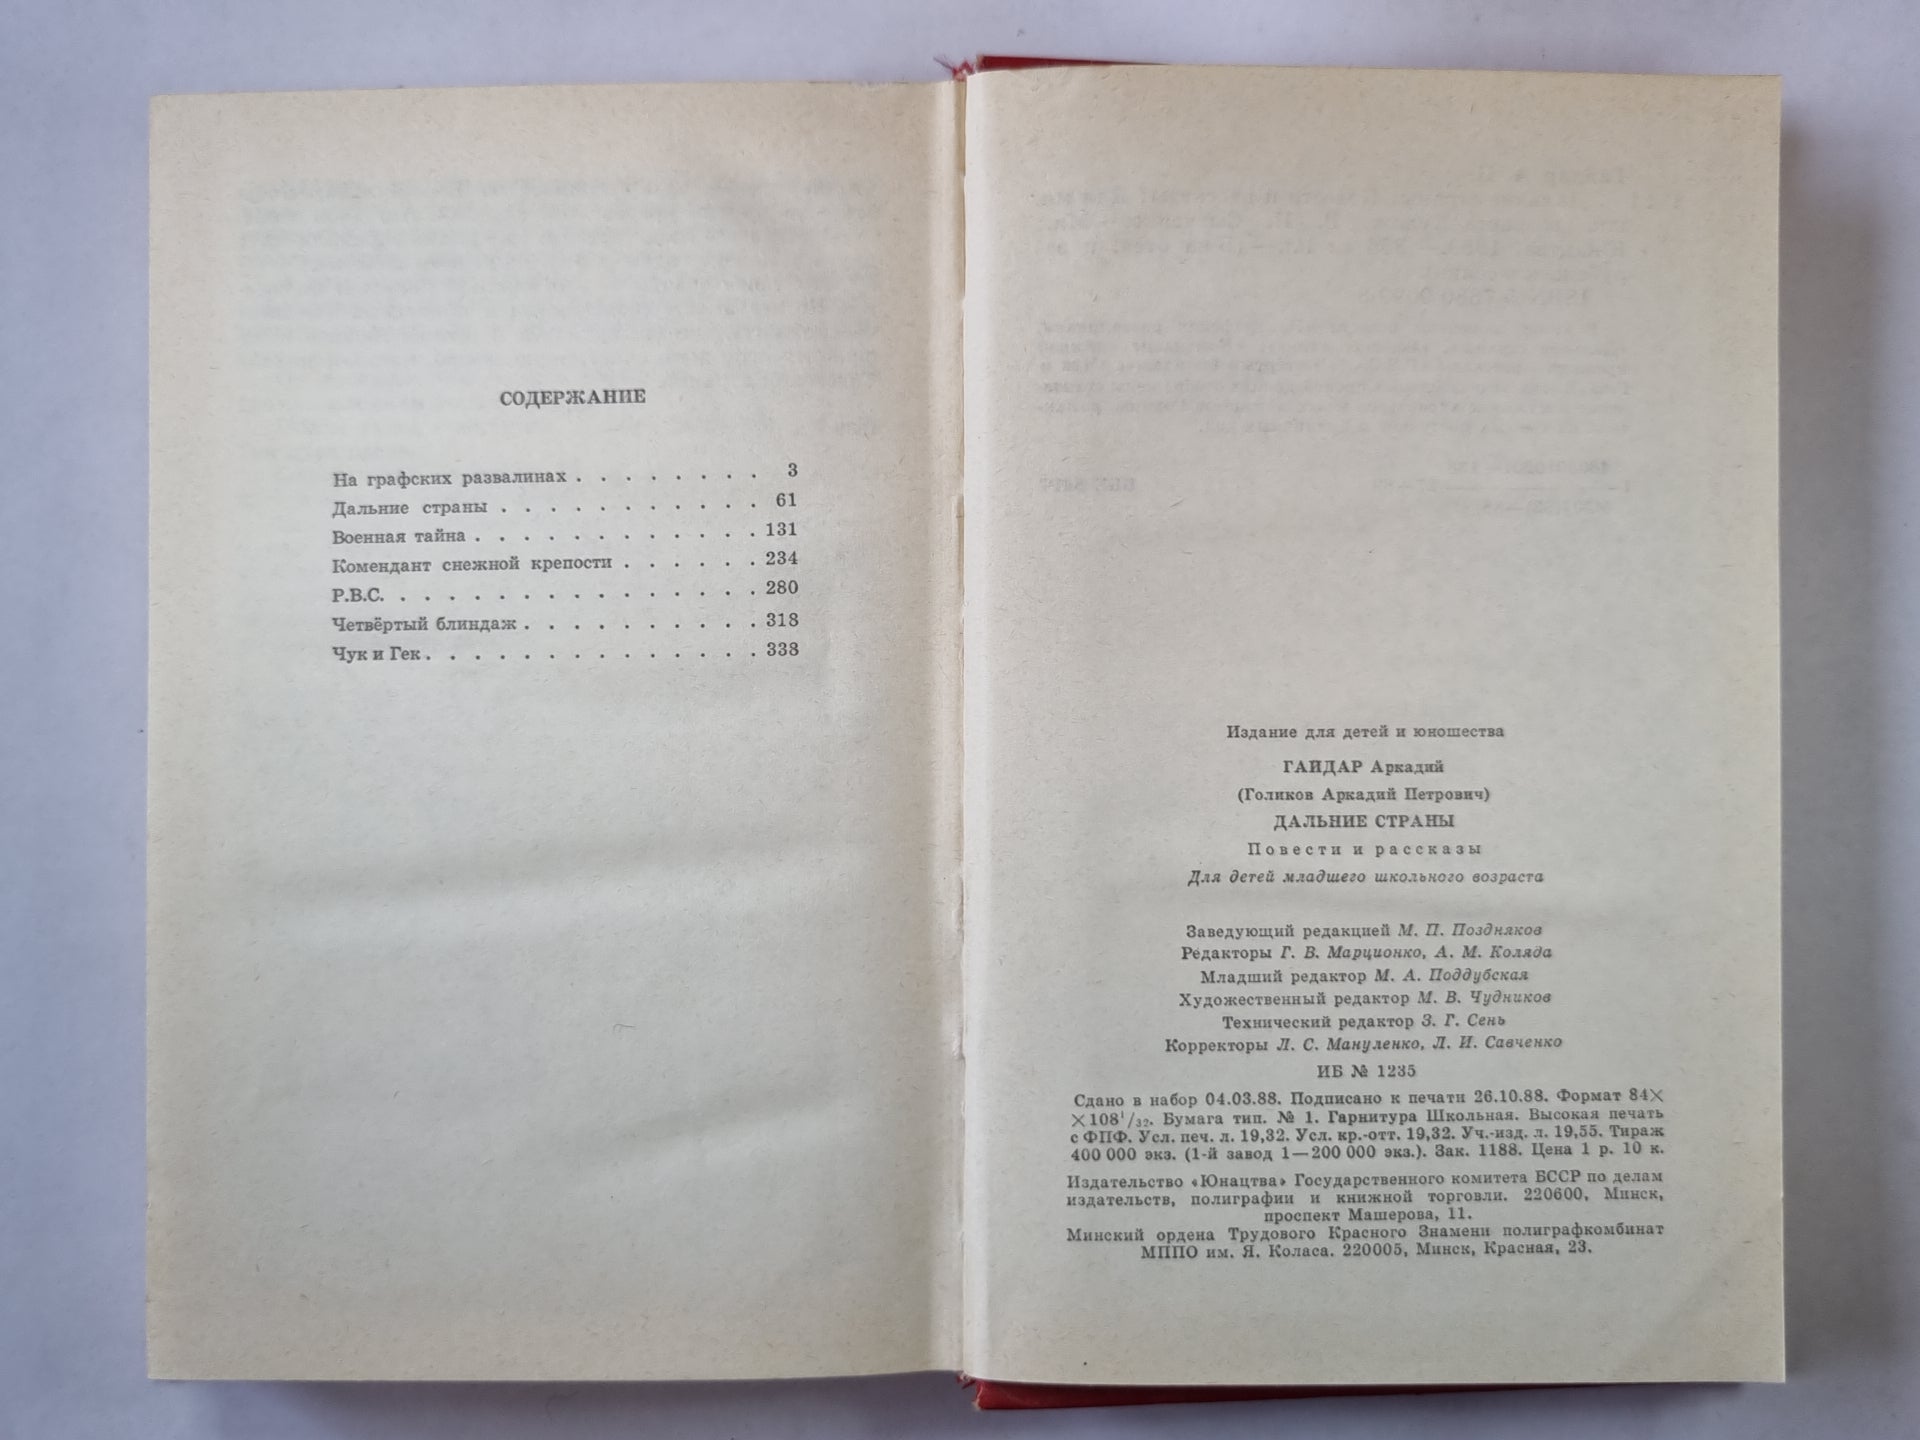 СОДЕРЖАНИЕ
На графских развалинах . . . . . . . . 3
Дальние страны . . . . . . . . . . . 61
Военная тайна . . . . . . . . . . . . 131
Комендант снежной крепости . . . . . . 234
Р.В.С. . . . . . . . . . . . . . . . 280
Четвёртый блиндаж . . . . . . . . . . 318
Чук и Гек . . . . . . . . . . . . . . 338
Издание для детей и юношества
ГАЙДАР Аркадий
(Голиков Аркадий Петрович)
ДАЛЬНИЕ СТРАНЫ
Повести и рассказы
Для детей младшего школьного возраста
Заведующий редакцией М. П. Поздняков
Редакторы Г. В. Марционко, А. М. Коляда
Младший редактор М. А. Поддубская
Художественный редактор М. В. Чудников
Технический редактор З. Г. Сень
Корректоры Л. С. Мануленко, Л. И. Савченко
ИБ № 1235
Сдано в набор 04.03.88. Подписано к печати 26.10.88. Формат 84×
×108¹/₃₂. Бумага тип. № 1. Гарнитура Школьная. Высокая печать
с ФПФ. Усл. печ. л. 19,32. Усл. кр.-отт. 19,32. Уч.-изд. л. 19,55. Тираж
400 000 экз. (1-й завод 1—200 000 экз.). Зак. 1188. Цена 1 р. 10 к.
Издательство «Юнацтва» Государственного комитета БССР по делам
издательств, полиграфии и книжной торговли. 220600, Минск,
проспект Машерова, 11.
Минский ордена Трудового Красного Знамени полиграфкомбинат
МППО им. Я. Коласа. 220005, Минск, Красная, 23.